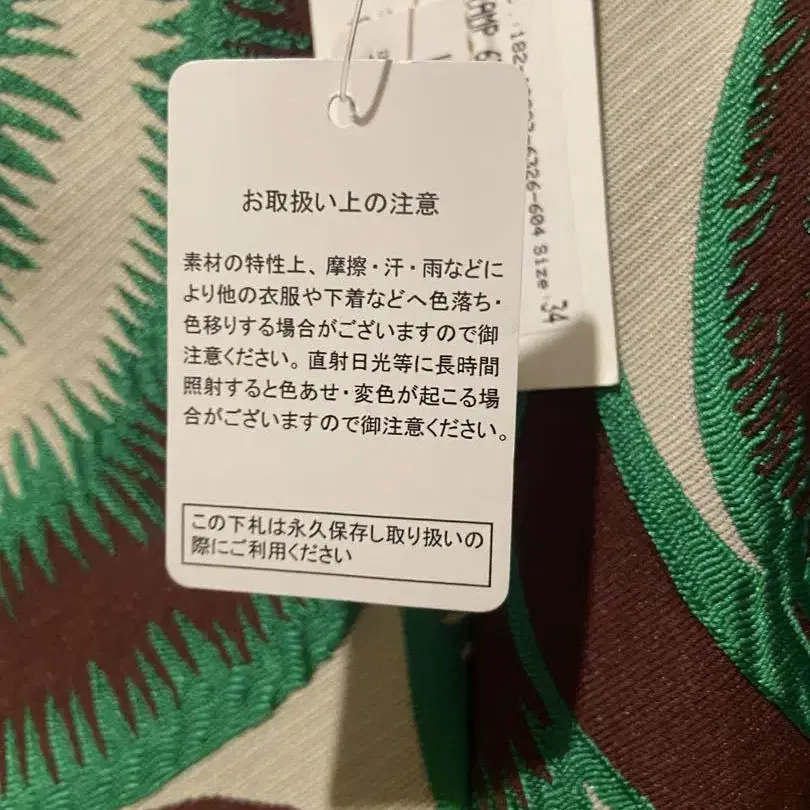 お取扱い上の注意
素材の特性上、摩擦・汗・雨などに
より他の衣服や下着などへ色落ち・
色移りする場合がございますので御
注意ください。直射日光等に長時間
照射すると色あせ・変色が起こる場
合がございますので御注意ください。
この下札は永久保存し取り扱いの
際にご利用ください
6326-604 Size
34